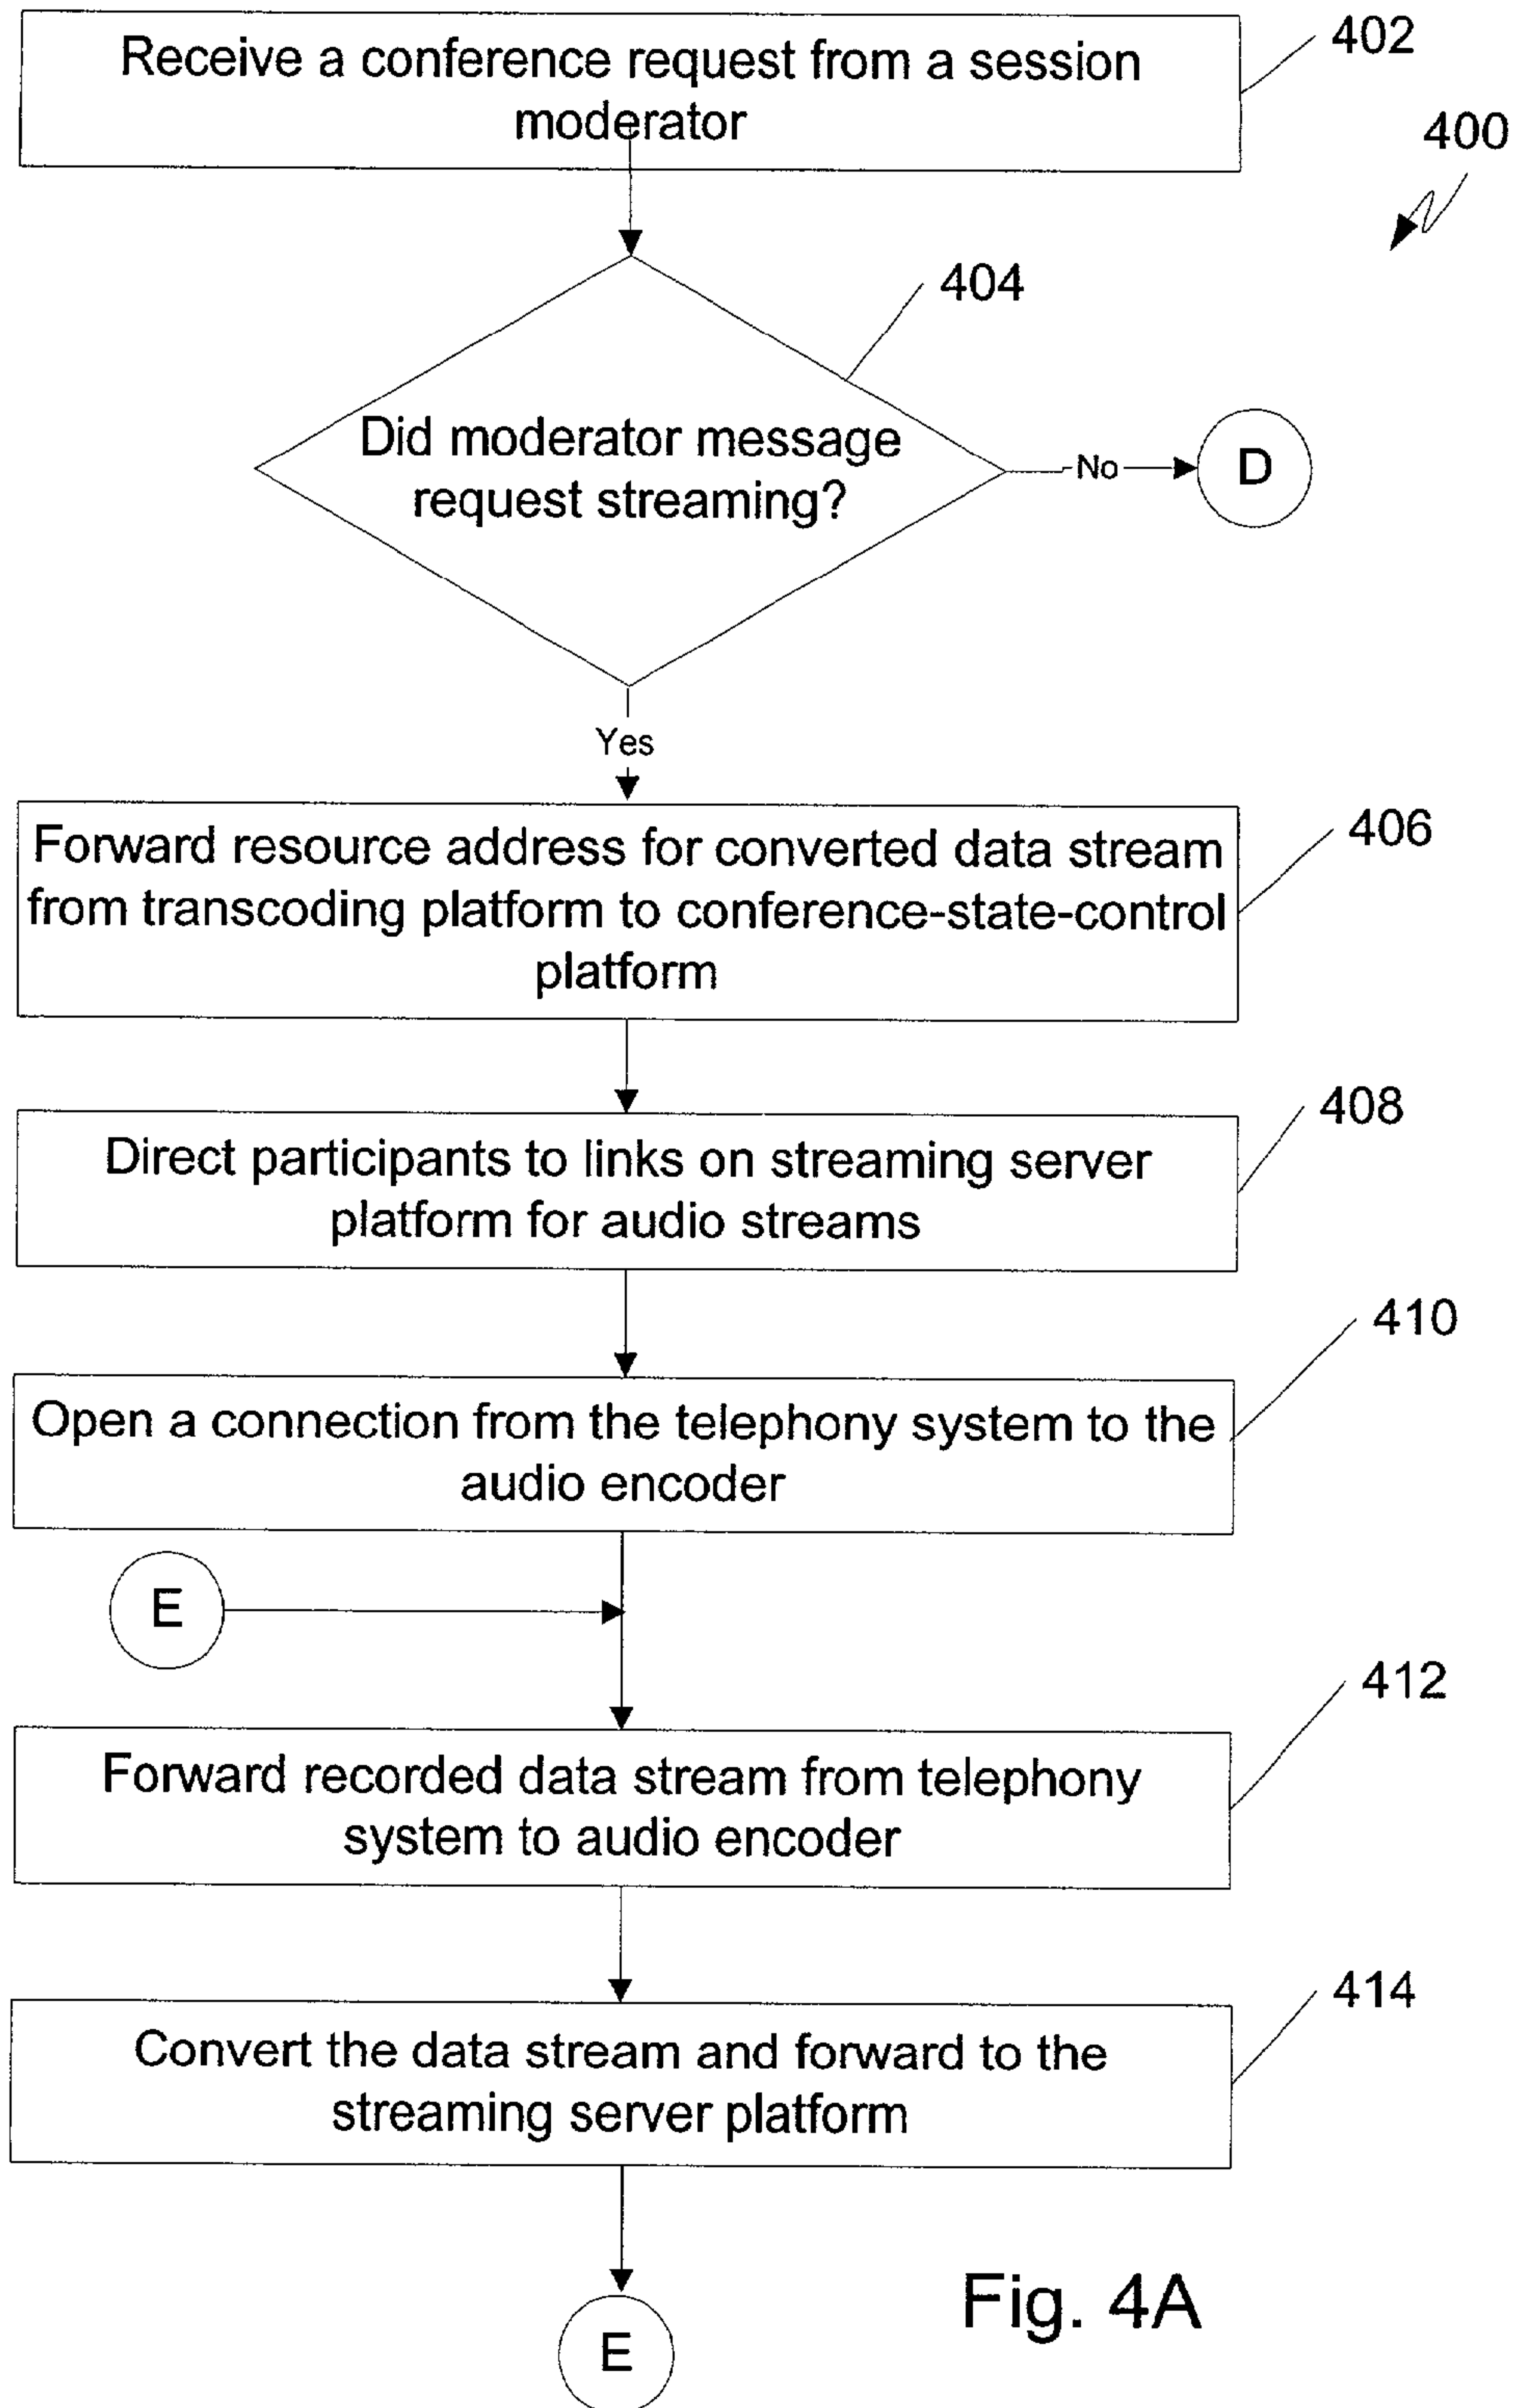 Receive a conference request from a session
moderator
402
400
404
Did moderator message
request streaming?
No
D
Yes
Forward resource address for converted data stream
from transcoding platform to conference-state-control
platform
406
Direct participants to links on streaming server
platform for audio streams
408
Open a connection from the telephony system to the
audio encoder
410
E
Forward recorded data stream from telephony
system to audio encoder
412
Convert the data stream and forward to the
streaming server platform
414
E
Fig. 4A